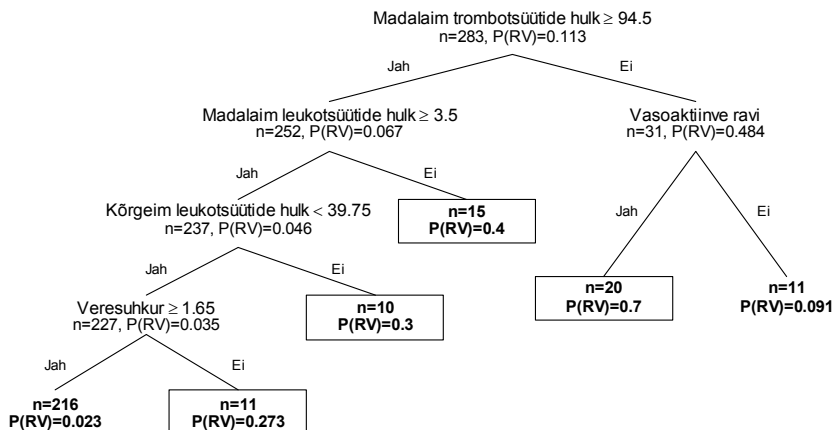 Madalaim trombotsüütide hulk ≥ 94.5
n=283, P(RV)=0.113
Jah
Ei
Madalaim leukotsüütide hulk ≥ 3.5
n=252, P(RV)=0.067
Vasoaktiinve ravi
n=31, P(RV)=0.484
Jah
Ei
Jah
Ei
Kõrgeim leukotsüütide hulk < 39.75
n=237, P(RV)=0.046
n=15
P(RV)=0.4
Jah
Ei
n=20
P(RV)=0.7
n=11
P(RV)=0.091
Veresuhkur ≥ 1.65
n=227, P(RV)=0.035
n=10
P(RV)=0.3
Jah
Ei
n=216
P(RV)=0.023
n=11
P(RV)=0.273